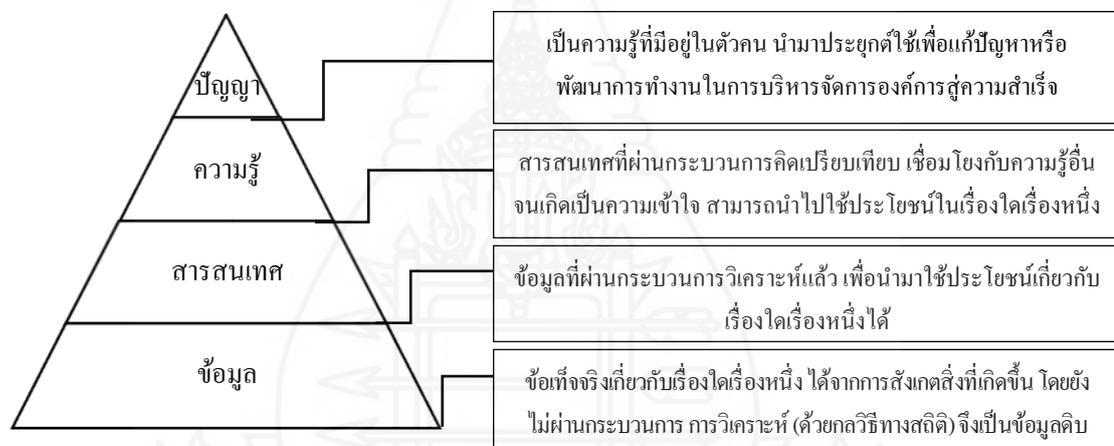 ปัญญา
เป็นความรู้ที่มีอยู่ในตัวคน นำมาประยุกต์ใช้เพื่อแก้ปัญหาหรือ
พัฒนาการทำงานในการบริหารจัดการองค์การสู่ความสำเร็จ
ความรู้
สารสนเทศที่ผ่านกระบวนการคิดเปรียบเทียบ เชื่อมโยงกับความรู้อื่น
จนเกิดเป็นความเข้าใจ สามารถนำไปใช้ประโยชน์ในเรื่องใดเรื่องหนึ่ง
สารสนเทศ
ข้อมูลที่ผ่านกระบวนการวิเคราะห์แล้ว เพื่อนำมาใช้ประโยชน์เกี่ยวกับ
เรื่องใดเรื่องหนึ่งได้
ข้อมูล
ข้อเท็จจริงเกี่ยวกับเรื่องใดเรื่องหนึ่ง ได้จากการสังเกตสิ่งที่เกิดขึ้น โดยยัง
ไม่ผ่านกระบวนการ การวิเคราะห์ (ด้วยกลวิธีทางสถิติ) จึงเป็นข้อมูลดิบ